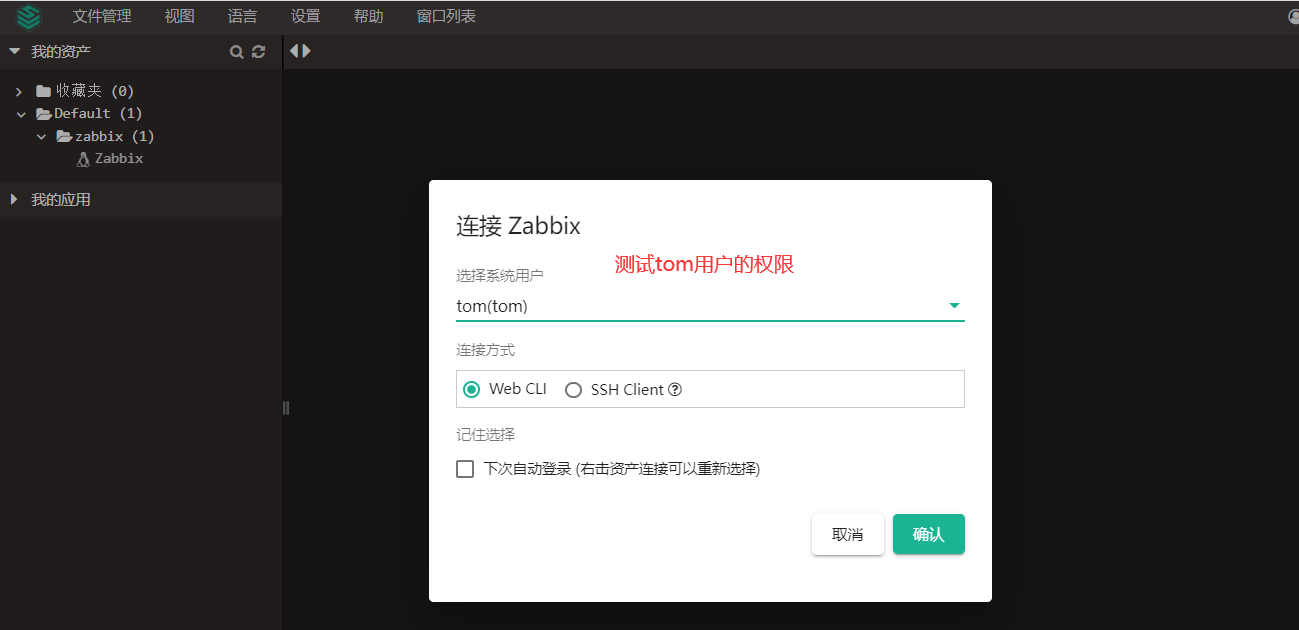 文件管理 视图 语言 设置 帮助 窗口列表
我的资产
收藏夹 (0)
Default (1)
zabbix (1)
Zabbix
我的应用
连接 Zabbix
测试tom用户的权限
选择系统用户
tom(tom)
连接方式
Web CLI SSH Client
记住选择
下次自动登录 (右击资产连接可以重新选择)
取消 确认